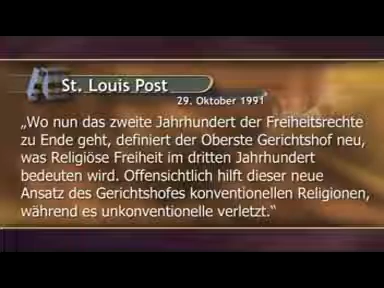 St. Louis Post
29. Oktober 1991
„Wo nun das zweite Jahrhundert der Freiheitsrechte
zu Ende geht, definiert der Oberste Gerichtshof neu,
was Religiöse Freiheit im dritten Jahrhundert
bedeuten wird. Offensichtlich hilft dieser neue
Ansatz des Gerichtshofes konventionellen Religionen,
während es unkonventionelle verletzt.“